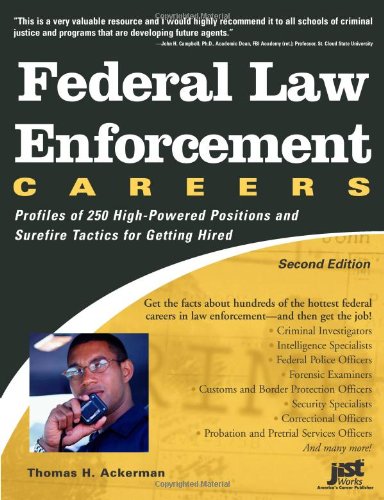 "This is a very valuable resource and I would highly recommend it to all schools of criminal
justice and programs that are developing future agents."
—John H. Campbell, Ph.D., Academic Dean, FBI Academy (ret.); Professor, St. Cloud State University
Federal Law
Enforcement
CAREERS
Profiles of 250 High-Powered Positions and
Surefire Tactics for Getting Hired
Second Edition
Get the facts about hundreds of the hottest federal
careers in law enforcement—and then get the job!
• Criminal Investigators
• Intelligence Specialists
• Federal Police Officers
• Forensic Examiners
• Customs and Border Protection Officers
• Security Specialists
• Correctional Officers
• Probation and Pretrial Services Officers
And many more!
Thomas H. Ackerman
jist
Works
America's Career Publisher
Copyrighted Material
Copyrighted Material